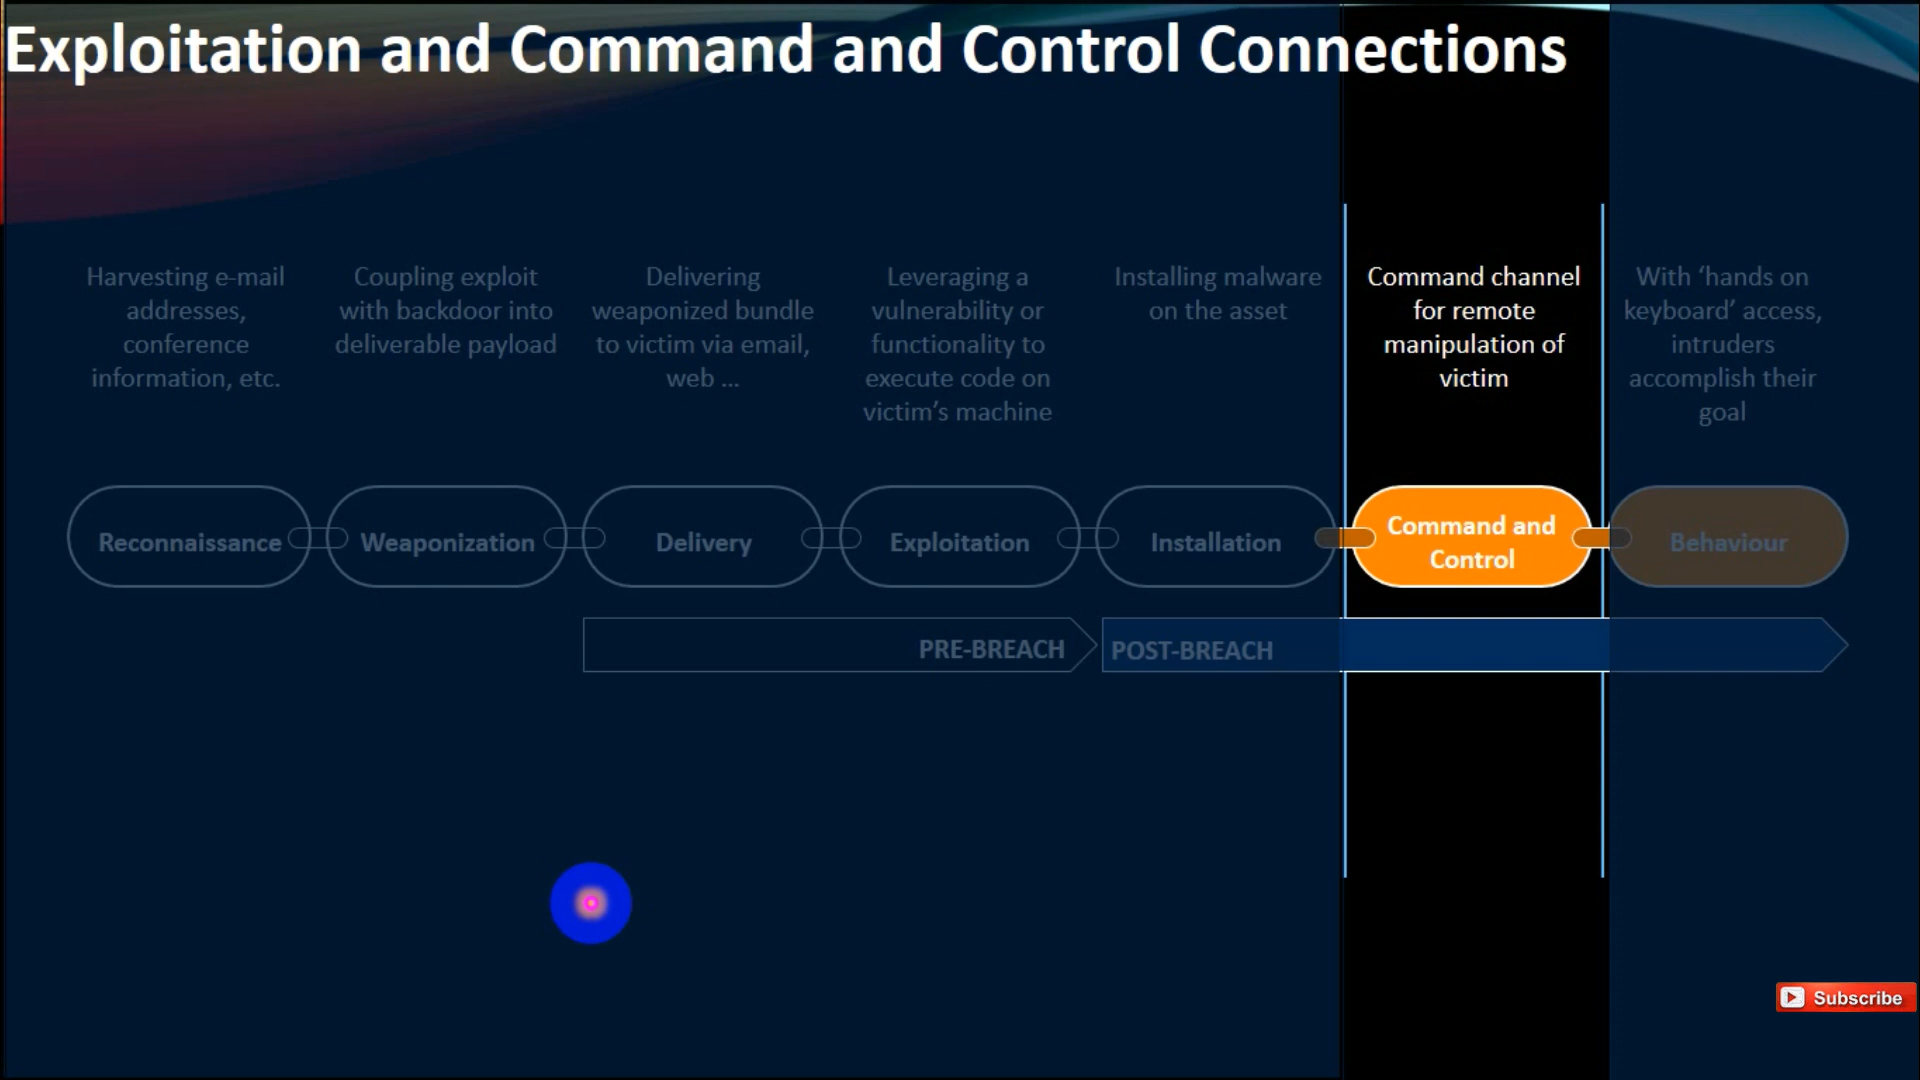 Exploitation and Command and Control Connections
Harvesting e-mail
addresses,
conference
information, etc.
Coupling exploit
with backdoor into
deliverable payload
Delivering
weaponized bundle
to victim via email,
web ...
Leveraging a
vulnerability or
functionality to
execute code on
victim’s machine
Installing malware
on the asset
Command channel
for remote
manipulation of
victim
With ‘hands on
keyboard’ access,
intruders
accomplish their
goal
Reconnaissance
Weaponization
Delivery
Exploitation
Installation
Command and
Control
Behaviour
PRE-BREACH
POST-BREACH
Subscribe